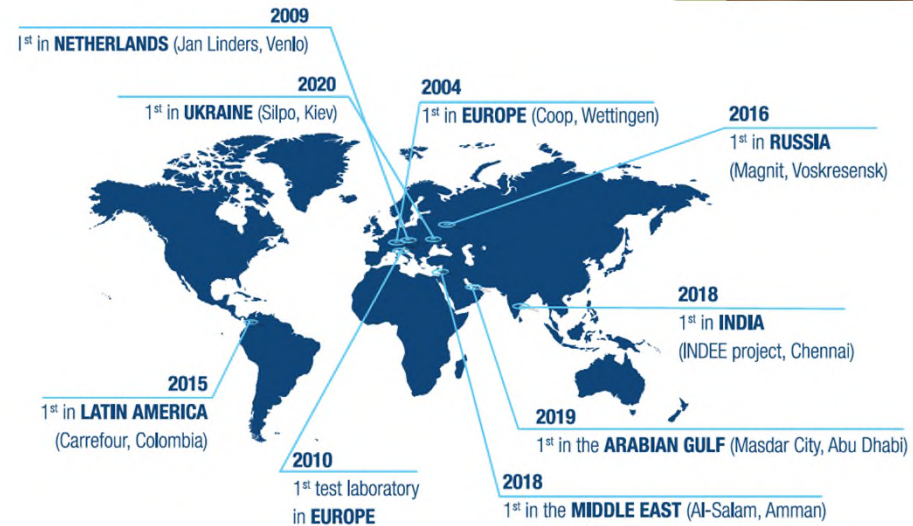 2009
1st in NETHERLANDS (Jan Linders, Venlo)
2020
1st in UKRAINE (Silpo, Kiev)
2004
1st in EUROPE (Coop, Wettingen)
2016
1st in RUSSIA
(Magnit, Voskresensk)
2018
1st in INDIA
(INDEE project, Chennai)
2015
1st in LATIN AMERICA
(Carrefour, Colombia)
2019
1st in the ARABIAN GULF (Masdar City, Abu Dhabi)
2010
1st test laboratory
in EUROPE
2018
1st in the MIDDLE EAST (Al-Salam, Amman)